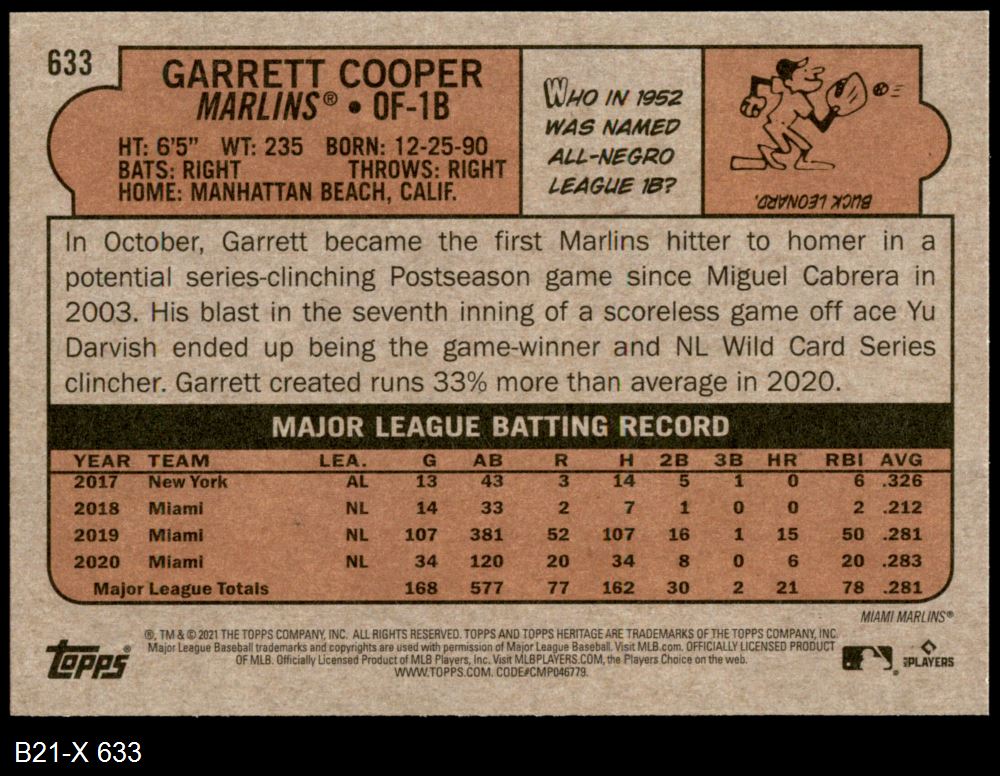 633
GARRETT COOPER
MARLINS® • OF-1B
HT: 6'5" WT: 235 BORN: 12-25-90
BATS: RIGHT THROWS: RIGHT
HOME: MANHATTAN BEACH, CALIF.
WHO IN 1952
WAS NAMED
ALL-NEGRO
LEAGUE 1B?
BUCK LEONARD.
In October, Garrett became the first Marlins hitter to homer in a
potential series-clinching Postseason game since Miguel Cabrera in
2003. His blast in the seventh inning of a scoreless game off ace Yu
Darvish ended up being the game-winner and NL Wild Card Series
clincher. Garrett created runs 33% more than average in 2020.
MAJOR LEAGUE BATTING RECORD
YEAR TEAM LEA. G AB R H 2B 3B HR RBI AVG
2017 New York AL 13 43 3 14 5 1 0 6 .326
2018 Miami NL 14 33 2 7 1 0 0 2 .212
2019 Miami NL 107 381 52 107 16 1 15 50 .281
2020 Miami NL 34 120 20 34 8 0 6 20 .283
Major League Totals 168 577 77 162 30 2 21 78 .281
MIAMI MARLINS®
®, TM & © 2021 THE TOPPS COMPANY, INC. ALL RIGHTS RESERVED. TOPPS AND TOPPS HERITAGE ARE TRADEMARKS OF THE TOPPS COMPANY, INC.
Major League Baseball trademarks and copyrights are used with permission of Major League Baseball. Visit MLB.com. OFFICIALLY LICENSED PRODUCT
OF MLB. Officially Licensed Product of MLB Players, Inc. Visit MLBPLAYERS.COM, the Players Choice on the web.
WWW.TOPPS.COM. CODE#CMP046779.
Topps®
MLBPLAYERS
B21-X 633